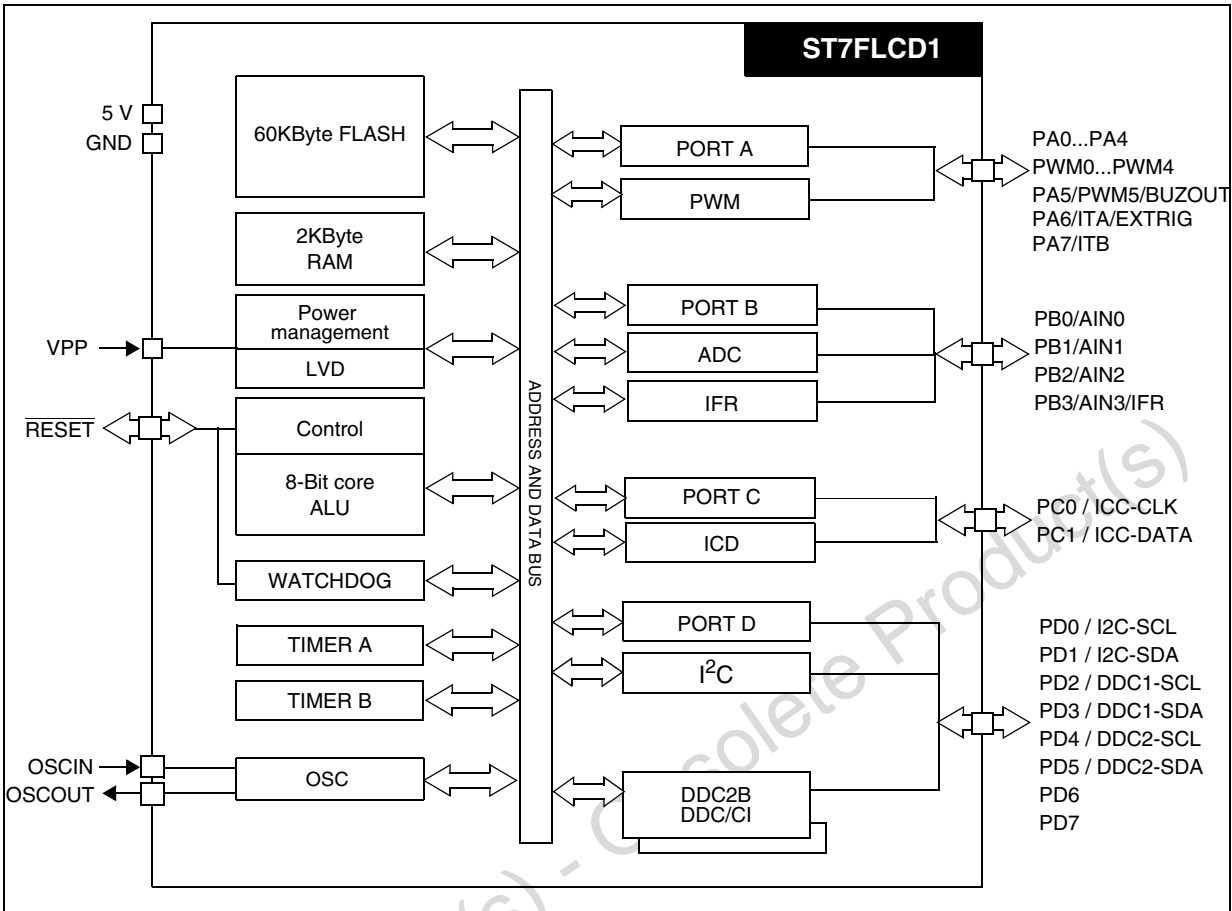 ST7FLCD1
5 V
GND
60KByte FLASH
2KByte
RAM
Power
management
LVD
VPP
RESET
Control
8-Bit core
ALU
WATCHDOG
TIMER A
TIMER B
OSCIN
OSCOUT
OSC
ADDRESS AND DATA BUS
PORT A
PWM
PA0...PA4
PWM0...PWM4
PA5/PWM5/BUZOUT
PA6/ITA/EXTRIG
PA7/ITB
PORT B
ADC
IFR
PB0/AIN0
PB1/AIN1
PB2/AIN2
PB3/AIN3/IFR
PORT C
ICD
PC0 / ICC-CLK
PC1 / ICC-DATA
PORT D
I²C
DDC2B
DDC/CI
PD0 / I2C-SCL
PD1 / I2C-SDA
PD2 / DDC1-SCL
PD3 / DDC1-SDA
PD4 / DDC2-SCL
PD5 / DDC2-SDA
PD6
PD7
(s) - Obsolete Product(s)